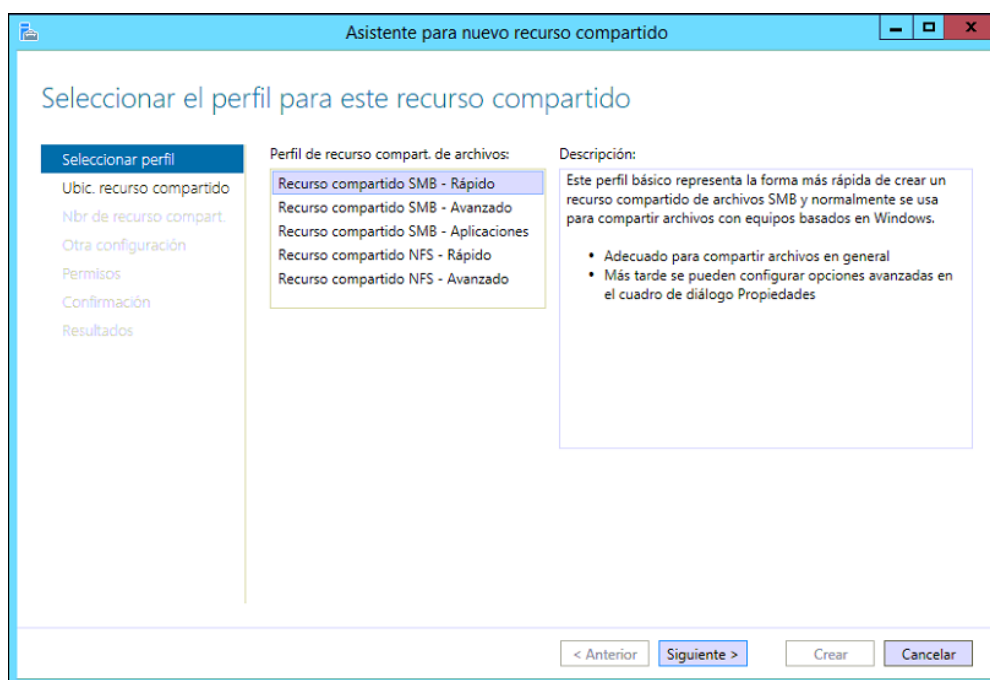 Asistente para nuevo recurso compartido
Seleccionar el perfil para este recurso compartido
Seleccionar perfil
Ubic. recurso compartido
Nbr de recurso compart.
Otra configuración
Permisos
Confirmación
Resultados
Perfil de recurso compart. de archivos:
Recurso compartido SMB - Rápido
Recurso compartido SMB - Avanzado
Recurso compartido SMB - Aplicaciones
Recurso compartido NFS - Rápido
Recurso compartido NFS - Avanzado
Descripción:
Este perfil básico representa la forma más rápida de crear un
recurso compartido de archivos SMB y normalmente se usa
para compartir archivos con equipos basados en Windows.
• Adecuado para compartir archivos en general
• Más tarde se pueden configurar opciones avanzadas en
el cuadro de diálogo Propiedades
< Anterior
Siguiente >
Crear
Cancelar